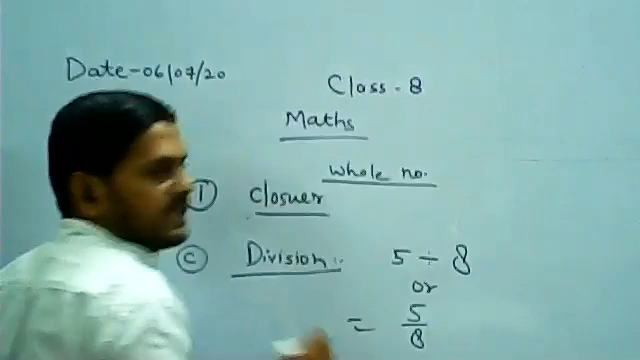 Date-06/07/20
Class-8
Maths
Whole no.
① Closuer
Ⓒ Division:- 5 ÷ 8
or
= 5/8